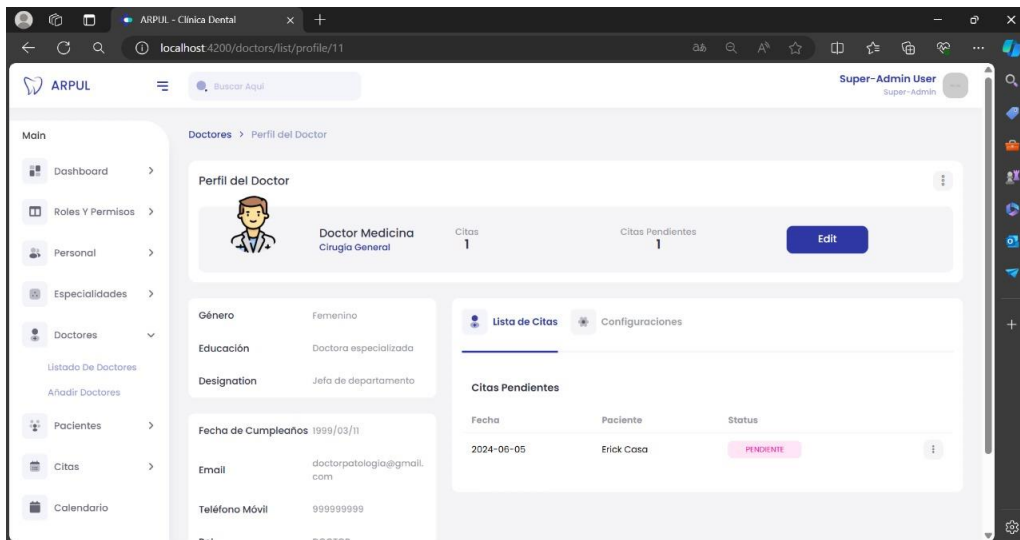 ARPUL - Clínica Dental
localhost:4200/doctors/list/profile/11
ARPUL
Buscar Aquí
Super-Admin User
Super-Admin
Main
Dashboard
Roles Y Permisos
Personal
Especialidades
Doctores
Listado De Doctores
Añadir Doctores
Pacientes
Citas
Calendario
Doctores > Perfil del Doctor
Perfil del Doctor
Doctor Medicina
Cirugia General
Citas
1
Citas Pendientes
1
Edit
Género Femenino
Educación Doctora especializada
Designation Jefa de departamento
Fecha de Cumpleaños 1999/03/11
Email doctorpatologia@gmail.
com
Teléfono Móvil 999999999
Lista de Citas
Configuraciones
Citas Pendientes
Fecha Paciente Status
2024-06-05 Erick Casa PENDIENTE